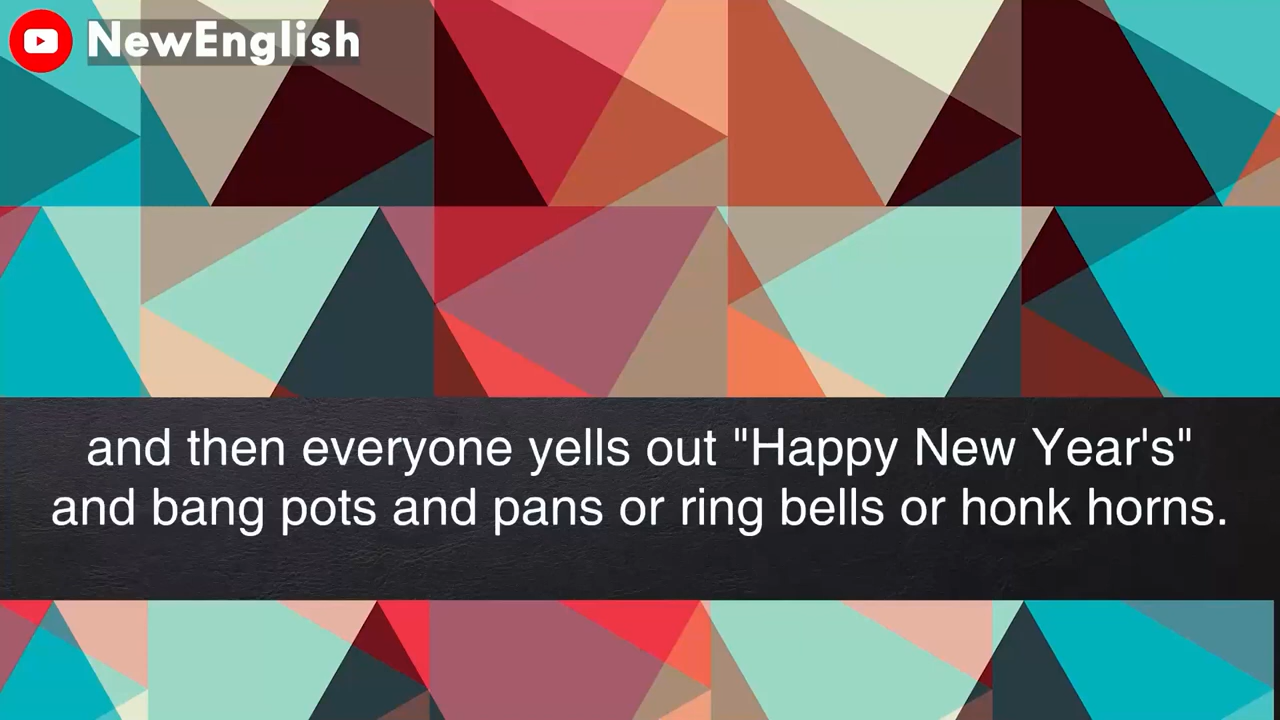 NewEnglish
and then everyone yells out "Happy New Year's"
and bang pots and pans or ring bells or honk horns.